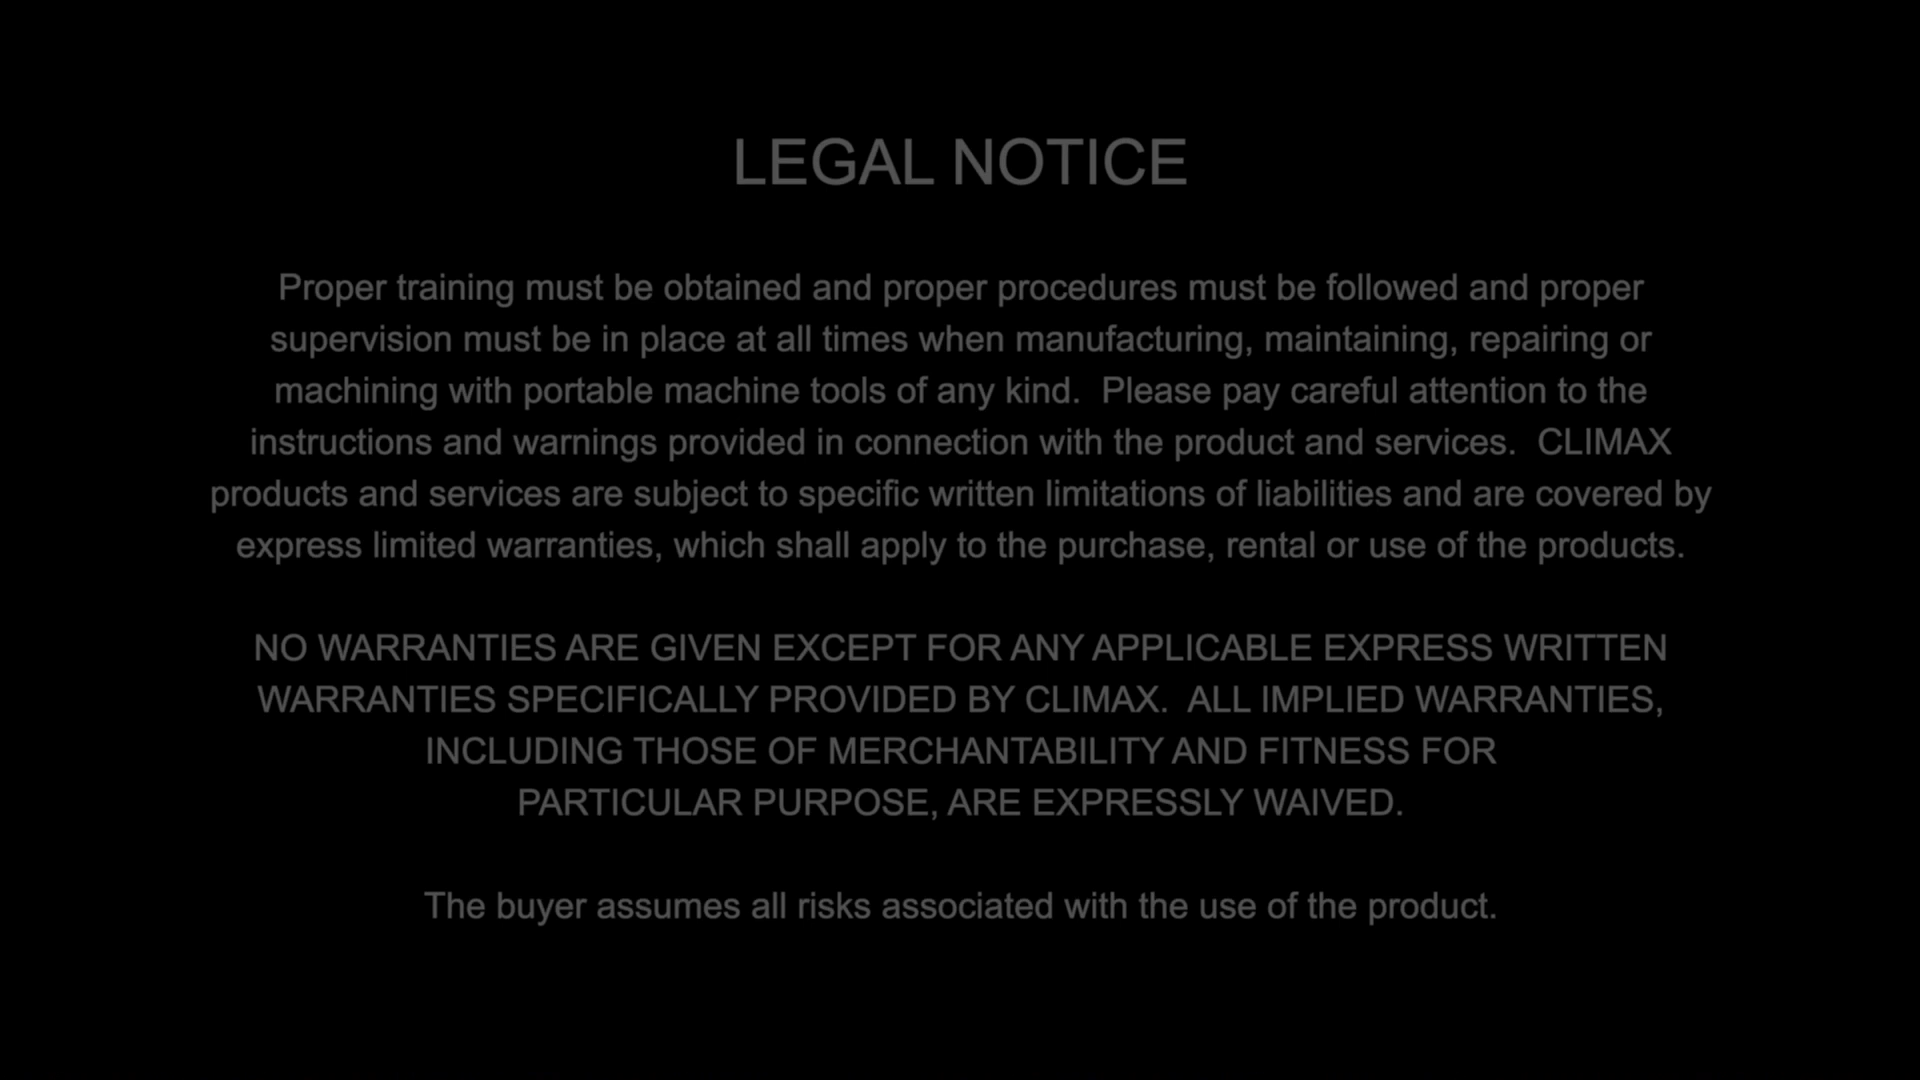 LEGAL NOTICE
Proper training must be obtained and proper procedures must be followed and proper
supervision must be in place at all times when manufacturing, maintaining, repairing or
machining with portable machine tools of any kind.  Please pay careful attention to the
instructions and warnings provided in connection with the product and services.  CLIMAX
products and services are subject to specific written limitations of liabilities and are covered by
express limited warranties, which shall apply to the purchase, rental or use of the products.
NO WARRANTIES ARE GIVEN EXCEPT FOR ANY APPLICABLE EXPRESS WRITTEN
WARRANTIES SPECIFICALLY PROVIDED BY CLIMAX.  ALL IMPLIED WARRANTIES,
INCLUDING THOSE OF MERCHANTABILITY AND FITNESS FOR
PARTICULAR PURPOSE, ARE EXPRESSLY WAIVED.
The buyer assumes all risks associated with the use of the product.